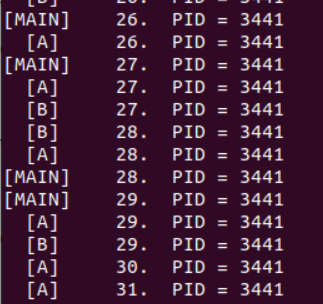 [MAIN] 26. PID = 3441
[A] 26. PID = 3441
[MAIN] 27. PID = 3441
[A] 27. PID = 3441
[B] 27. PID = 3441
[B] 28. PID = 3441
[A] 28. PID = 3441
[MAIN] 28. PID = 3441
[MAIN] 29. PID = 3441
[A] 29. PID = 3441
[B] 29. PID = 3441
[A] 30. PID = 3441
[A] 31. PID = 3441